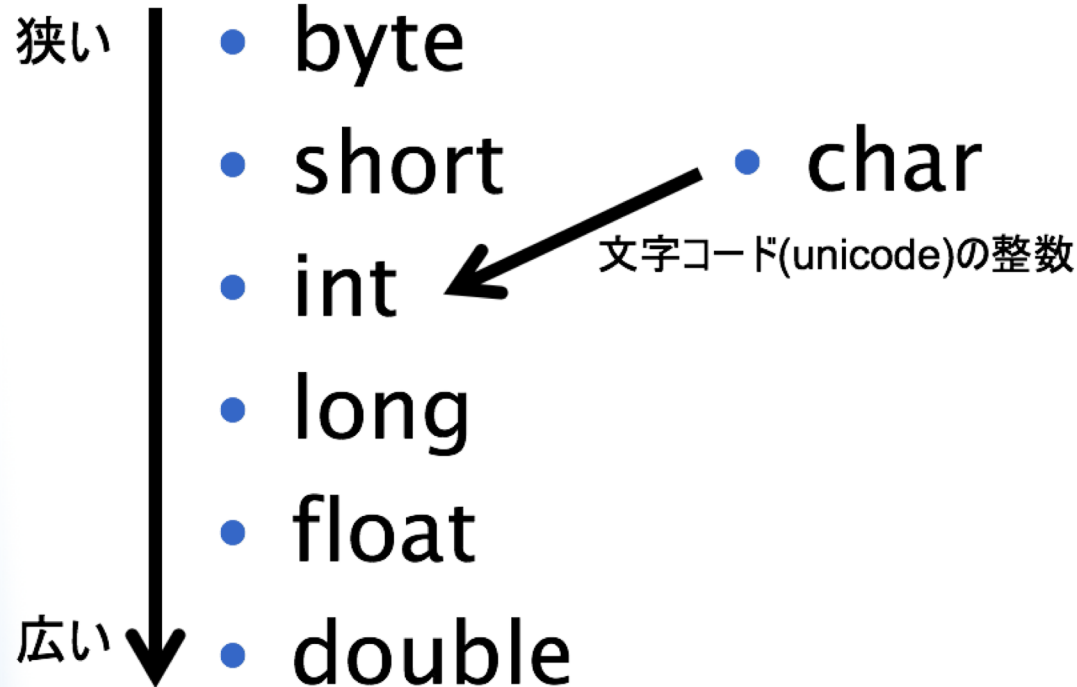 狭い
• byte
• short
• char
文字コード(unicode)の整数
• int
• long
• float
広い
• double